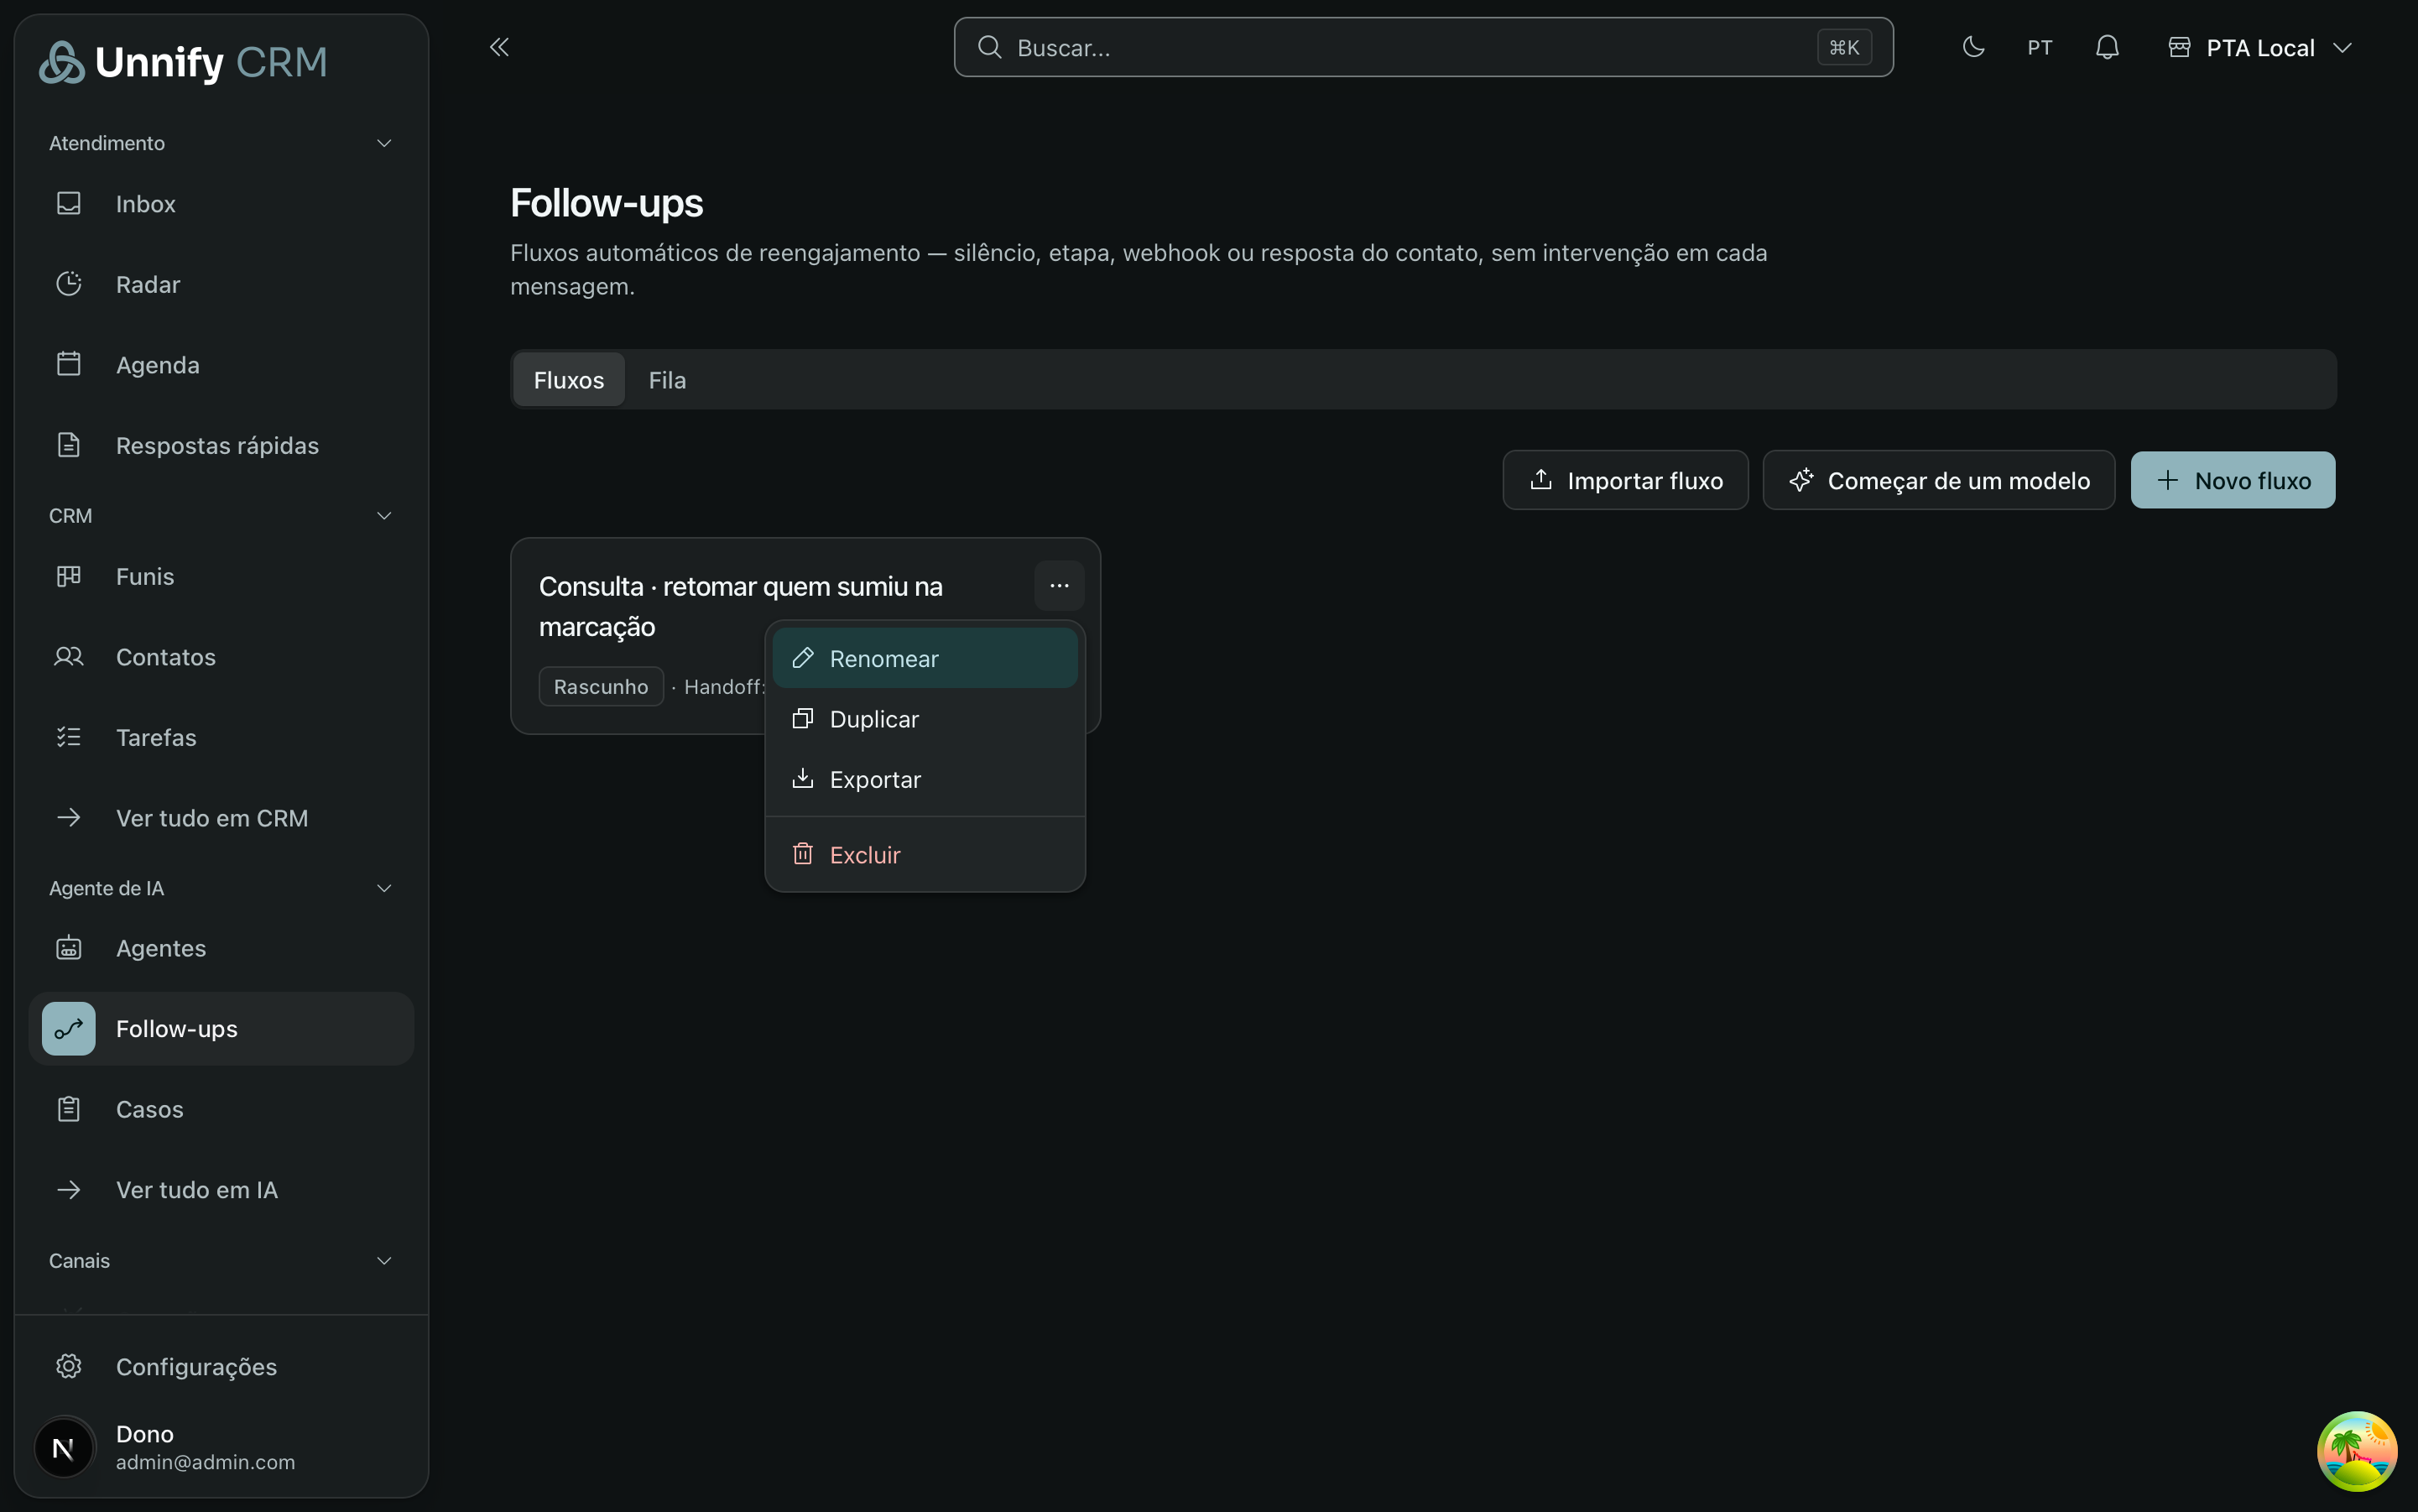 Unnify CRM
Buscar...
⌘K
PT
PTA Local
Atendimento
Inbox
Radar
Agenda
Respostas rápidas
CRM
Funis
Contatos
Tarefas
Ver tudo em CRM
Agente de IA
Agentes
Follow-ups
Casos
Ver tudo em IA
Canais
Configurações
N
Dono
admin@admin.com
Follow-ups
Fluxos automáticos de reengajamento — silêncio, etapa, webhook ou resposta do contato, sem intervenção em cada
mensagem.
Fluxos
Fila
Importar fluxo
Começar de um modelo
Novo fluxo
Consulta · retomar quem sumiu na
marcação
Rascunho · Handoff:
Renomear
Duplicar
Exportar
Excluir